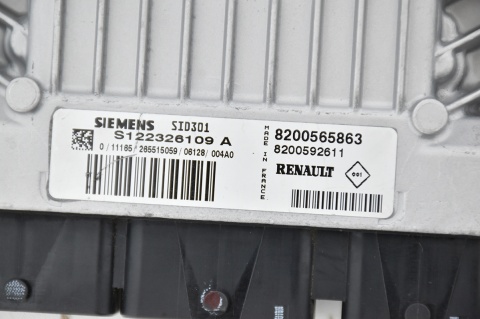 SIEMENS SID301
S122326109 A
0 / 11165 / 265515059 / 06128 / 004A0
MADE IN FRANCE
8200565863
8200592611
RENAULT
001